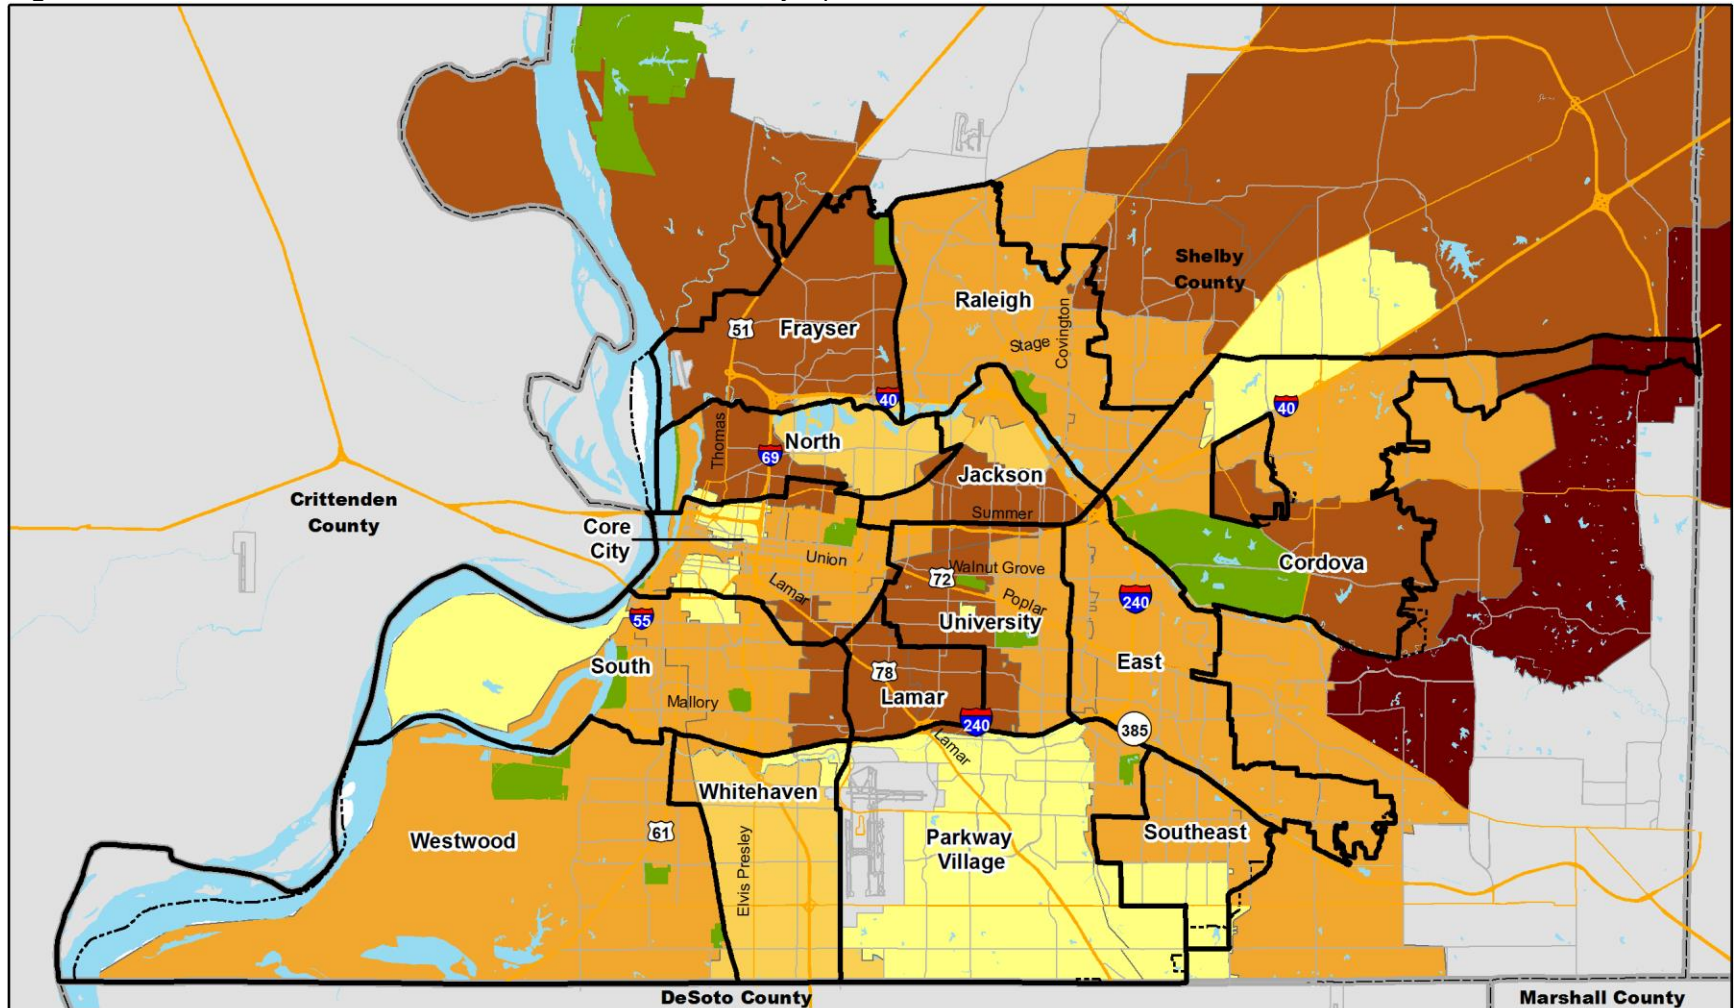 Shelby
County
Raleigh
Covington
51
Frayser
Stage
40
40
Thomas
North
69
Jackson
Crittenden
County
Summer
Core
City
Union
Cordova
Walnut Grove
72
Lamar
Poplar
240
55
University
South
East
78
Mallory
Lamar
240
385
Lamar
Whitehaven
61
Westwood
Parkway
Village
Southeast
Elvis Presley
DeSoto County
Marshall County